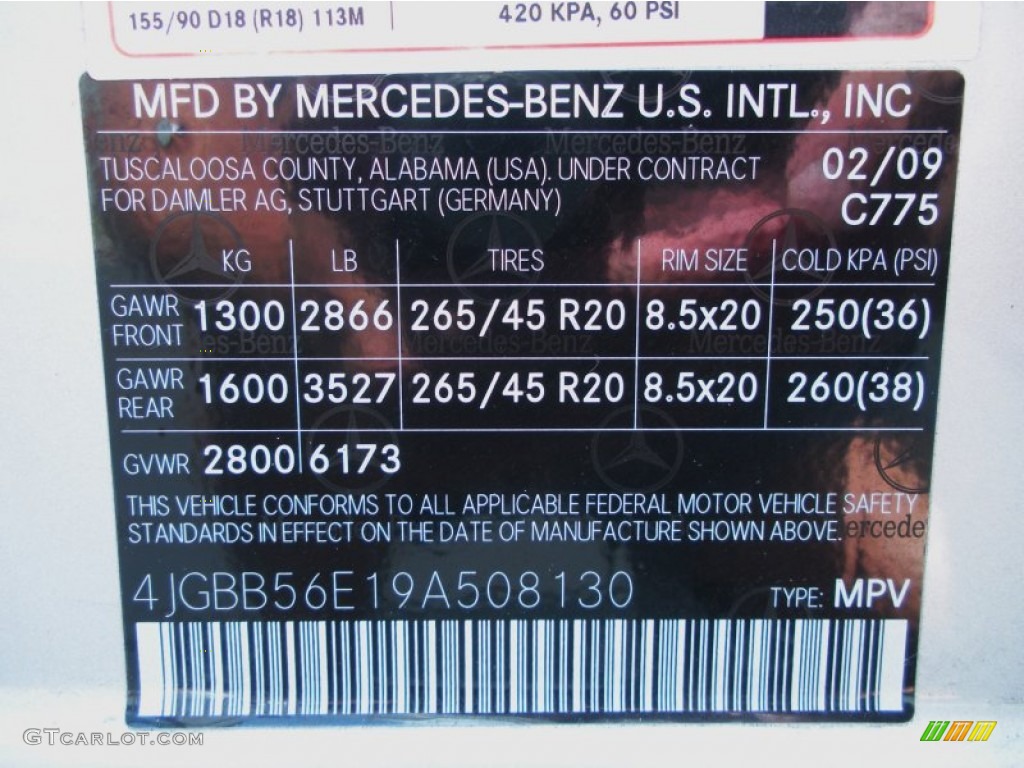 155/90 D18 (R18) 113M 420 KPA, 60 PSI
MFD BY MERCEDES-BENZ U.S. INTL., INC
TUSCALOOSA COUNTY, ALABAMA (USA). UNDER CONTRACT 02/09
FOR DAIMLER AG, STUTTGART (GERMANY) C775
KG LB TIRES RIM SIZE COLD KPA (PSI)
GAWR FRONT 1300 2866 265/45 R20 8.5x20 250(36)
GAWR REAR 1600 3527 265/45 R20 8.5x20 260(38)
GVWR 2800 6173
THIS VEHICLE CONFORMS TO ALL APPLICABLE FEDERAL MOTOR VEHICLE SAFETY
STANDARDS IN EFFECT ON THE DATE OF MANUFACTURE SHOWN ABOVE.
4JGBB56E19A508130 TYPE: MPV
GTCARLOT.COM